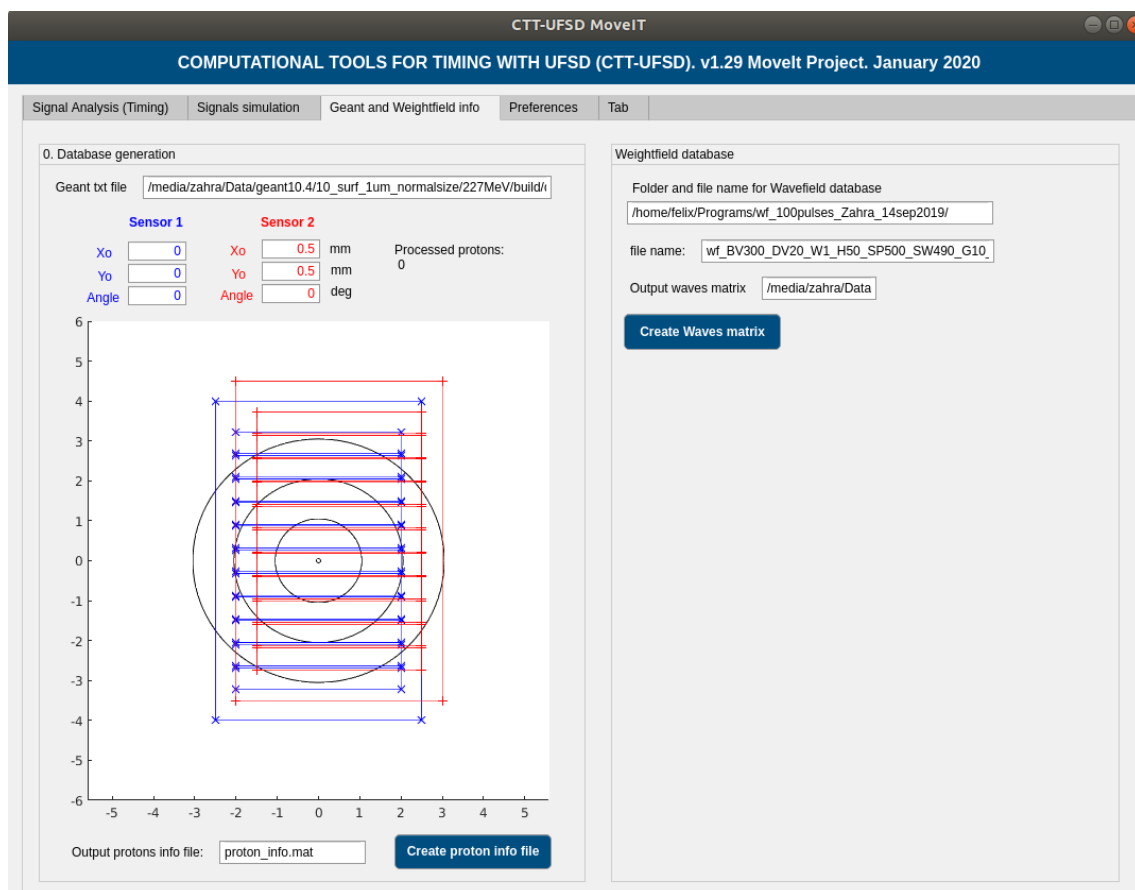 CTT-UFSD MoveIT
COMPUTATIONAL TOOLS FOR TIMING WITH UFSD (CTT-UFSD). v1.29 MoveIt Project. January 2020
Signal Analysis (Timing) Signals simulation Geant and Weightfield info Preferences Tab
0. Database generation
Geant txt file /media/zahra/Data/geant10.4/10_surf_1um_normalsize/227MeV/build/
Sensor 1 Sensor 2
Xo 0 Xo 0.5 mm
Yo 0 Yo 0.5 mm
Angle 0 Angle 0 deg
Processed protons:
0
6
5
4
3
2
1
0
-1
-2
-3
-4
-5
-6
-5 -4 -3 -2 -1 0 1 2 3 4 5
Output protons info file: proton_info.mat Create proton info file
Weightfield database
Folder and file name for Wavefield database
/home/felix/Programs/wf_100pulses_Zahra_14sep2019/
file name: wf_BV300_DV20_W1_H50_SP500_SW490_G10_
Output waves matrix /media/zahra/Data
Create Waves matrix